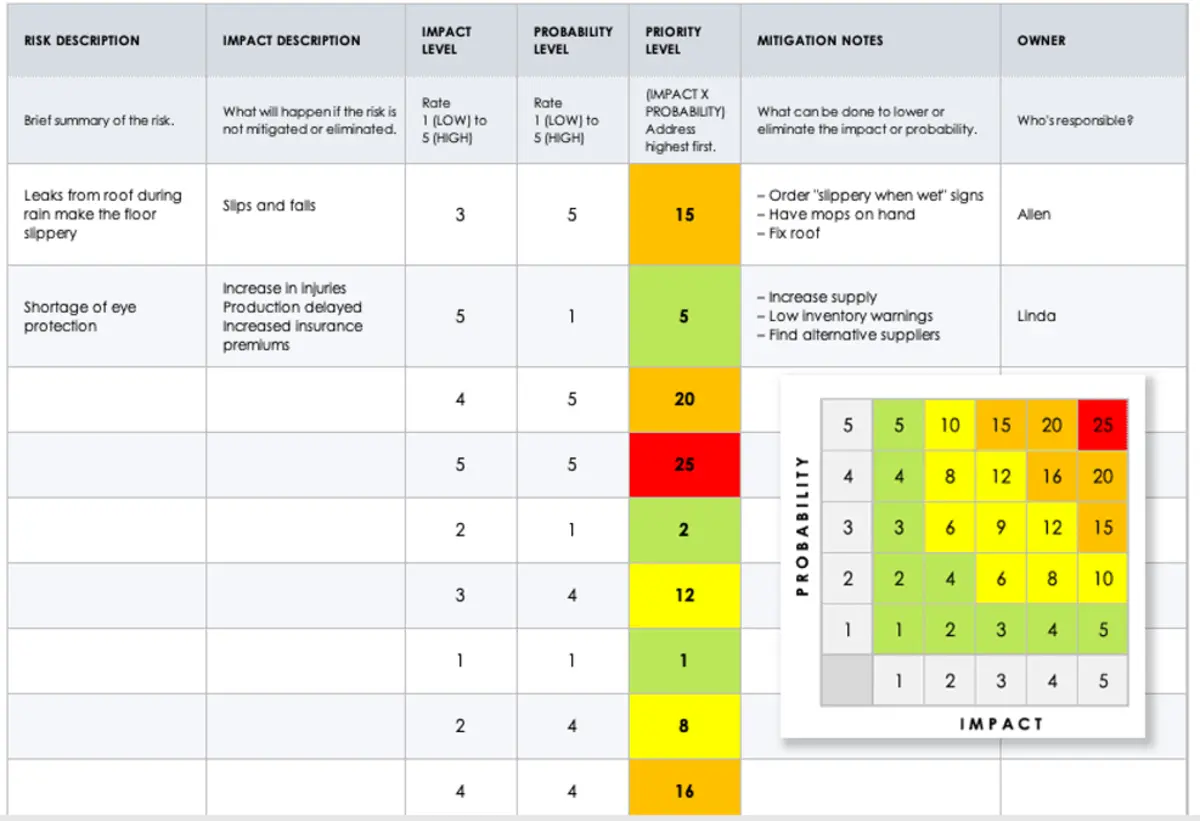 RISK DESCRIPTION
IMPACT DESCRIPTION
IMPACT
LEVEL
PROBABILITY
LEVEL
PRIORITY
LEVEL
MITIGATION NOTES
OWNER
Brief summary of the risk.
What will happen if the risk is
not mitigated or eliminated.
Rate
1 (LOW) to
5 (HIGH)
Rate
1 (LOW) to
5 (HIGH)
(IMPACT X
PROBABILITY)
Address
highest first.
What can be done to lower or
eliminate the impact or probability.
Who's responsible?
Leaks from roof during
rain make the floor
slippery
Slips and falls
3
5
15
– Order "slippery when wet" signs
– Have mops on hand
– Fix roof
Allen
Shortage of eye
protection
Increase in injuries
Production delayed
Increased insurance
premiums
5
1
5
– Increase supply
– Low inventory warnings
– Find alternative suppliers
Linda
4 5 20
5 5 25
2 1 2
3 4 12
1 1 1
2 4 8
4 4 16
PROBABILITY
5 5 10 15 20 25
4 4 8 12 16 20
3 3 6 9 12 15
2 2 4 6 8 10
1 1 2 3 4 5
1 2 3 4 5
IMPACT